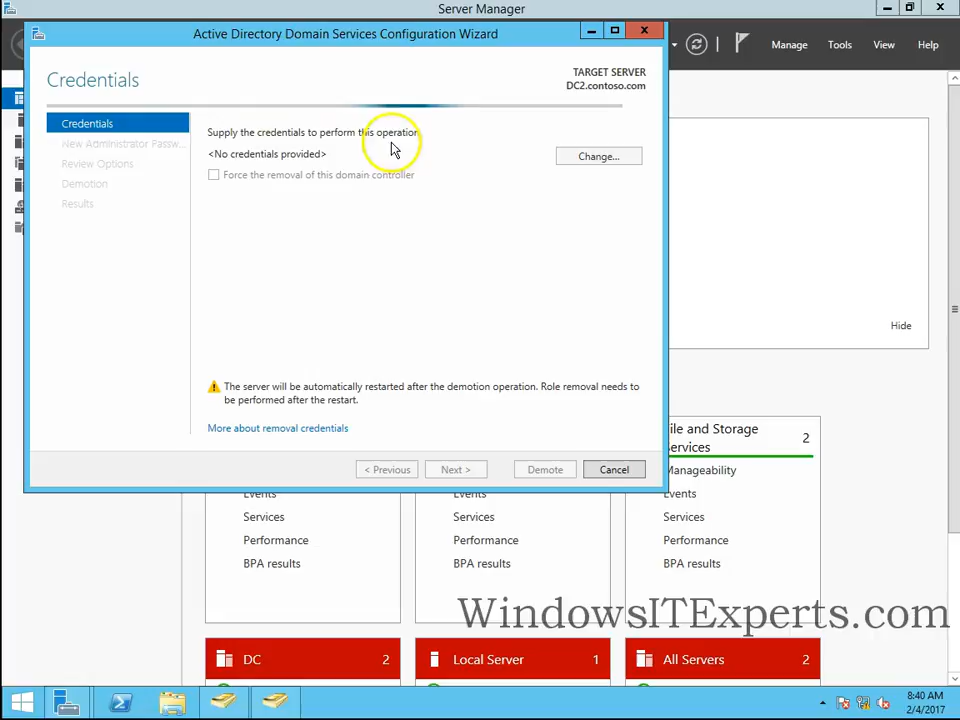 Server Manager
Active Directory Domain Services Configuration Wizard
Manage Tools View Help
Credentials
TARGET SERVER
DC2.contoso.com
Credentials
New Administrator Passw...
Review Options
Demotion
Results
Supply the credentials to perform this operation
<No credentials provided>
Change...
Force the removal of this domain controller
Hide
The server will be automatically restarted after the demotion operation. Role removal needs to
be performed after the restart.
More about removal credentials
< Previous Next > Demote Cancel
ile and Storage
ervices
2
Manageability
Events Events Events
Services Services Services
Performance Performance Performance
BPA results BPA results BPA results
WindowsITExperts.com
DC 2 Local Server 1 All Servers 2
8:40 AM
2/4/2017